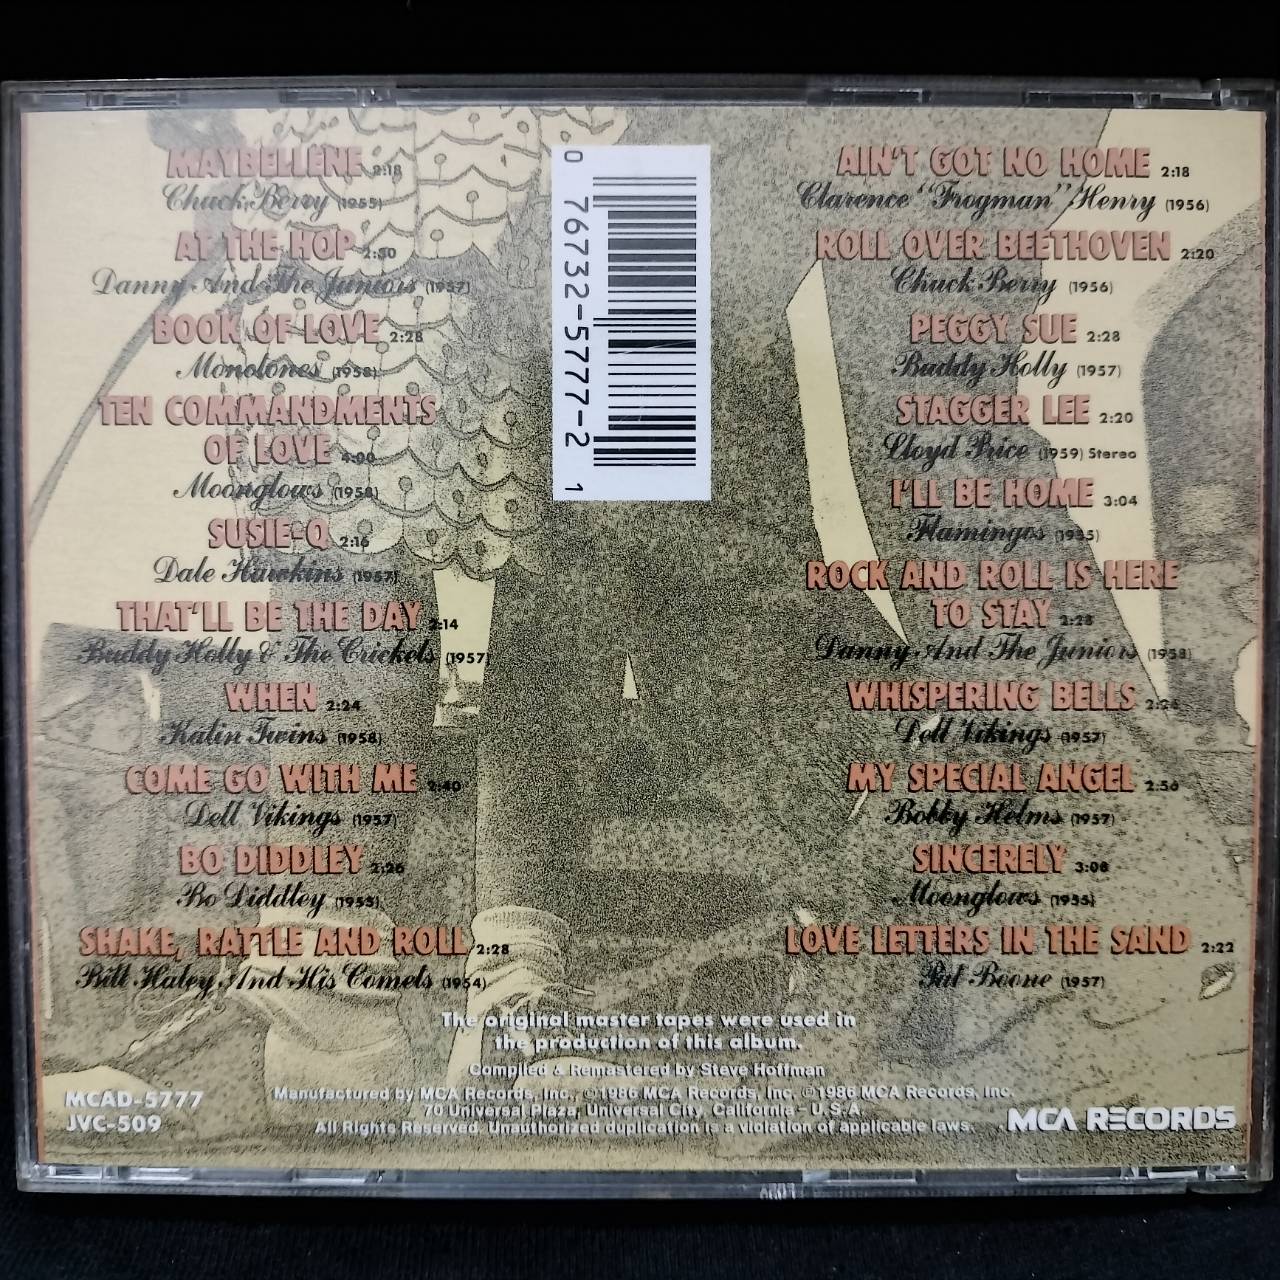 MAYBELLENE 2:18
Chuck Berry (1955)
AT THE HOP 2:30
Danny And The Juniors (1957)
BOOK OF LOVE 2:28
Monotones (1958)
TEN COMMANDMENTS
OF LOVE 4:00
Moonglows (1958)
SUSIE-Q 2:16
Dale Hawkins (1957)
THAT'LL BE THE DAY 2:14
Buddy Holly & The Crickets (1957)
WHEN 2:24
Kalin Twins (1958)
COME GO WITH ME 2:40
Dell Vikings (1957)
BO DIDDLEY 2:26
Bo Diddley (1955)
SHAKE, RATTLE AND ROLL 2:28
Bill Haley And His Comets (1954)
0 76732-5777-2 1
AIN'T GOT NO HOME 2:18
Clarence "Frogman" Henry (1956)
ROLL OVER BEETHOVEN 2:20
Chuck Berry (1956)
PEGGY SUE 2:28
Buddy Holly (1957)
STAGGER LEE 2:20
Lloyd Price (1959) Stereo
I'LL BE HOME 3:04
Flamingos (1955)
ROCK AND ROLL IS HERE
TO STAY 2:28
Danny And The Juniors (1958)
WHISPERING BELLS
Dell Vikings (1957)
MY SPECIAL ANGEL 2:56
Bobby Helms (1957)
SINCERELY 3:08
Moonglows (1955)
LOVE LETTERS IN THE SAND 2:22
Pat Boone (1957)
The original master tapes were used in
the production of this album.
Compiled & Remastered by Steve Hoffman
Manufactured by MCA Records, Inc., ©1986 MCA Records, Inc. ©1986 MCA Records, Inc.
70 Universal Plaza, Universal City, California - U.S.A.
All Rights Reserved. Unauthorized duplication is a violation of applicable laws.
MCAD-5777
JVC-509
MCA RECORDS